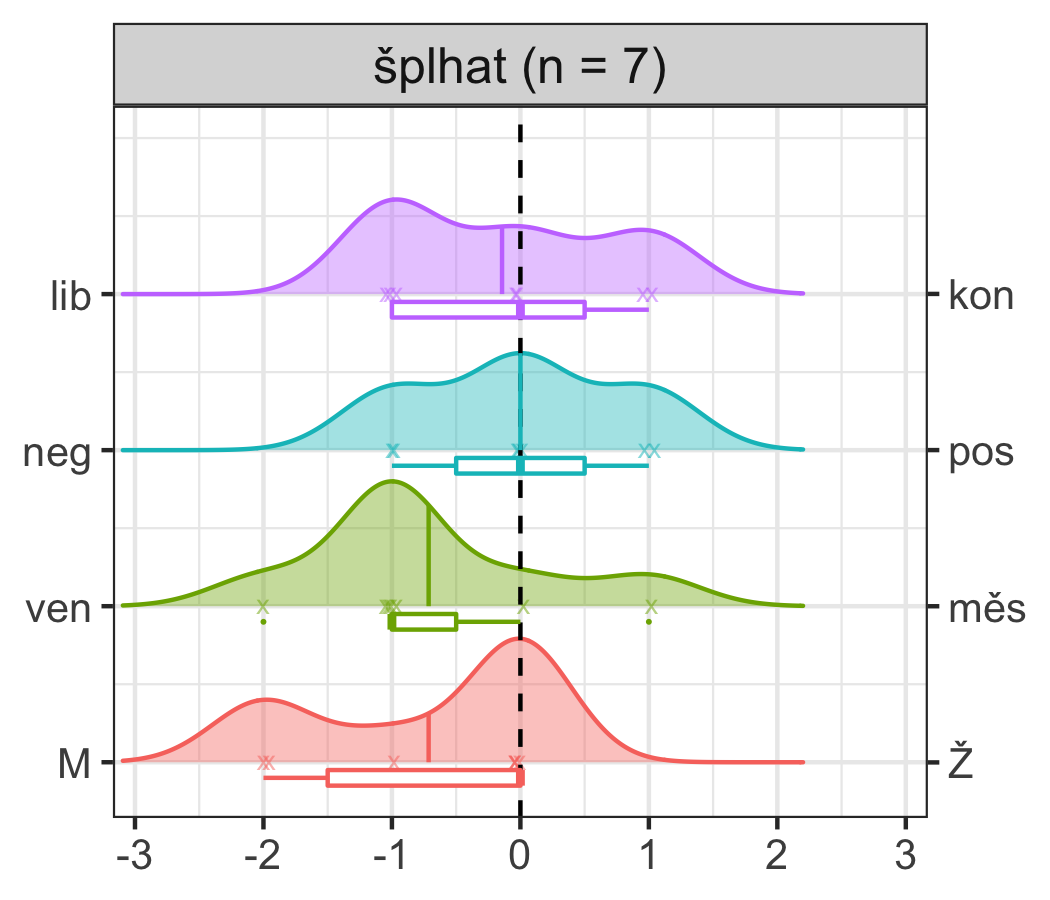 šplhat (n = 7)
lib kon
neg pos
ven měs
M Ž
-3 -2 -1 0 1 2 3